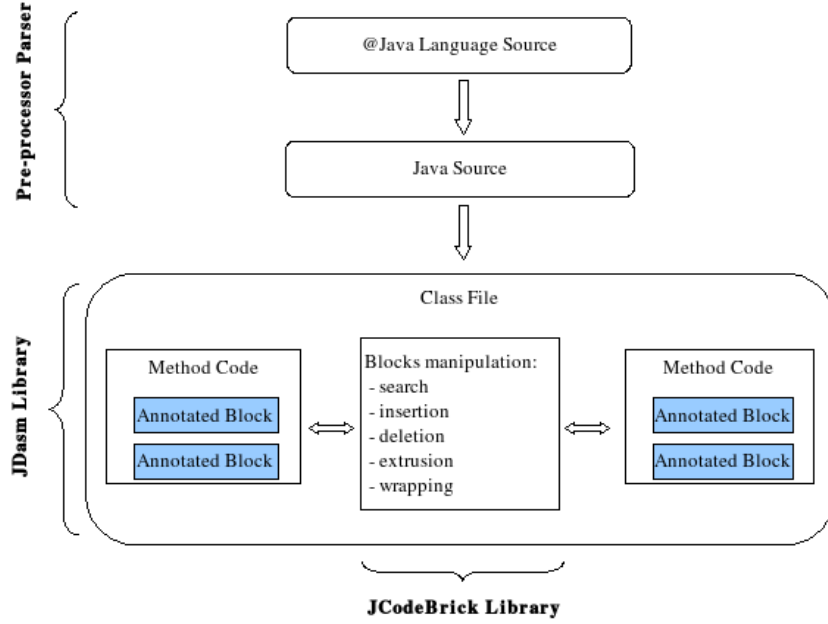 Pre-processor Parser
@Java Language Source
Java Source
JDasm Library
Class File
Method Code
Annotated Block
Annotated Block
Blocks manipulation:
- search
- insertion
- deletion
- extrusion
- wrapping
Method Code
Annotated Block
Annotated Block
JCodeBrick Library